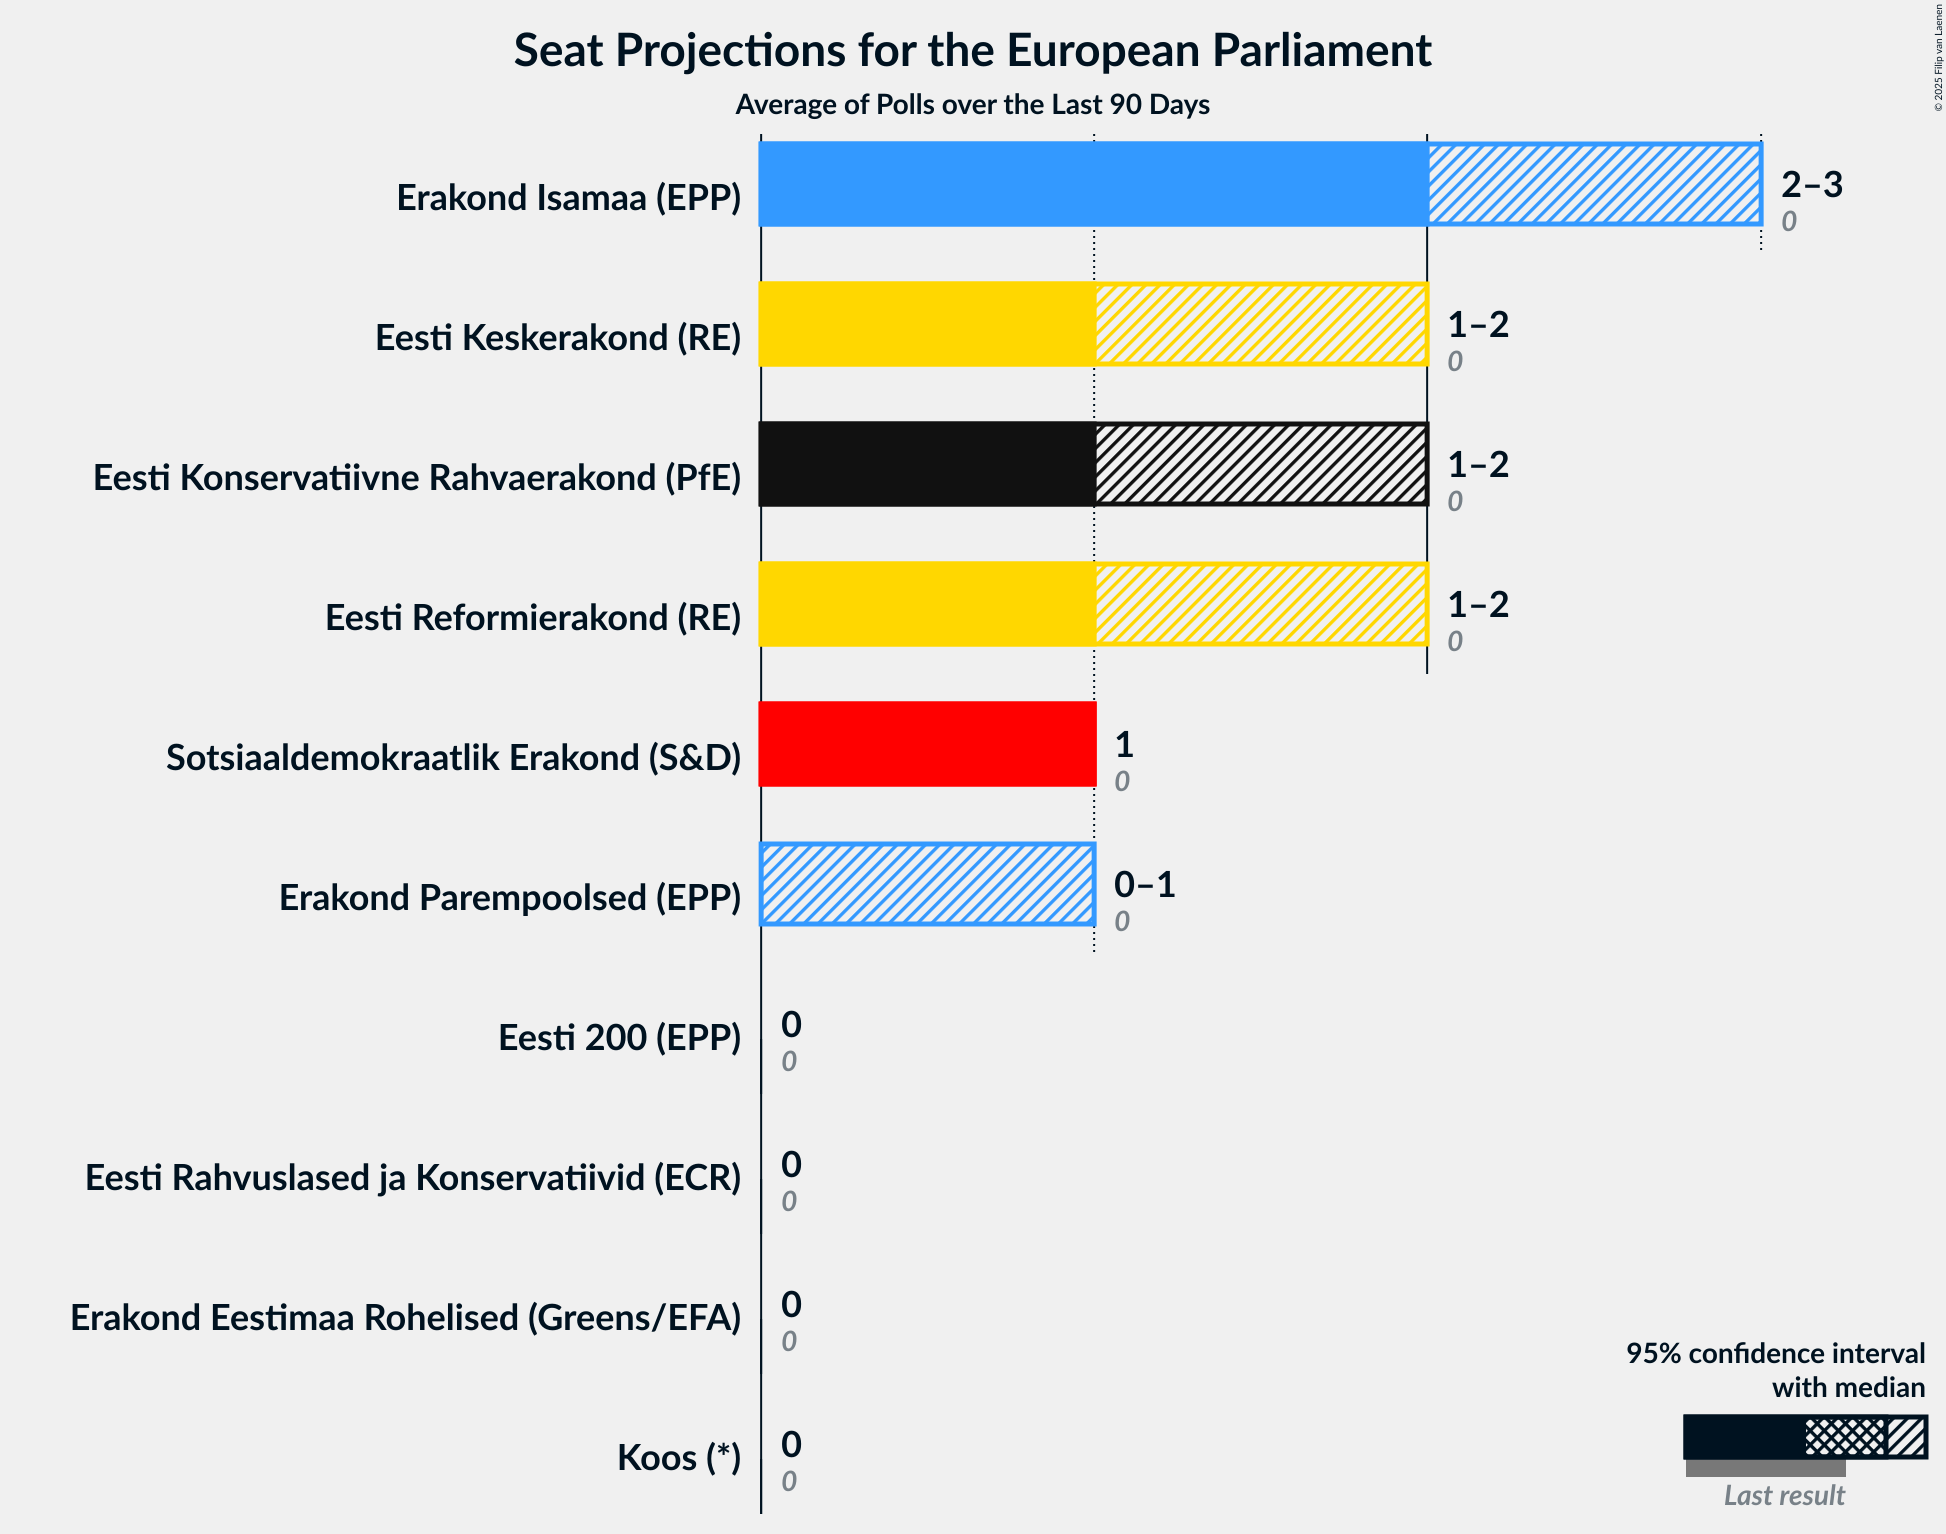 Seat Projections for the European Parliament
Average of Polls over the Last 90 Days
© 2025 Filip van Laenen
Erakond Isamaa (EPP)
2–3
0
Eesti Keskerakond (RE)
1–2
0
Eesti Konservatiivne Rahvaerakond (PfE)
1–2
0
Eesti Reformierakond (RE)
1–2
0
Sotsiaaldemokraatlik Erakond (S&D)
1
0
Erakond Parempoolsed (EPP)
0–1
0
Eesti 200 (EPP)
0
0
Eesti Rahvuslased ja Konservatiivid (ECR)
0
0
Erakond Eestimaa Rohelised (Greens/EFA)
0
0
Koos (*)
0
0
95% confidence interval
with median
Last result